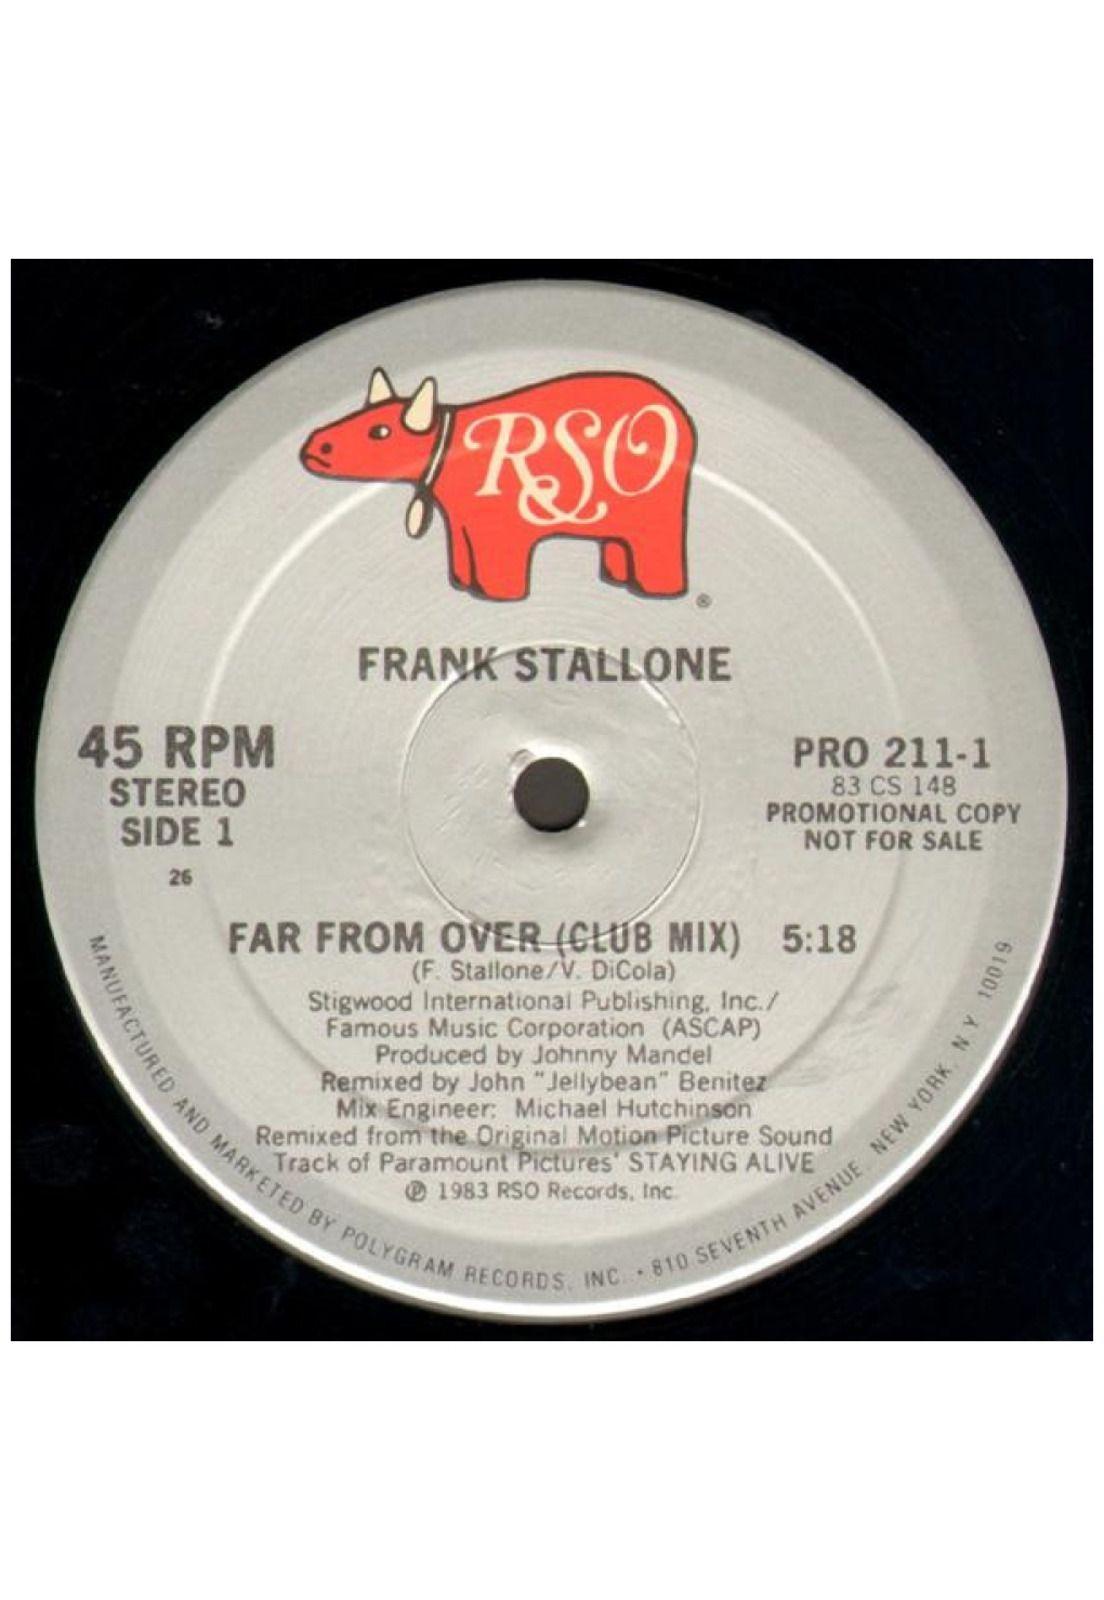 RSO
®
FRANK STALLONE
45 RPM
STEREO
SIDE 1
26
PRO 211-1
83 CS 148
PROMOTIONAL COPY
NOT FOR SALE
FAR FROM OVER (CLUB MIX) 5:18
(F. Stallone/V. DiCola)
Stigwood International Publishing, Inc./
Famous Music Corporation (ASCAP)
Produced by Johnny Mandel
Remixed by John "Jellybean" Benitez
Mix Engineer: Michael Hutchinson
Remixed from the Original Motion Picture Sound
Track of Paramount Pictures' STAYING ALIVE
℗ 1983 RSO Records, Inc.
MANUFACTURED AND MARKETED BY POLYGRAM RECORDS, INC. • 810 SEVENTH AVENUE, NEW YORK, N.Y. 10019